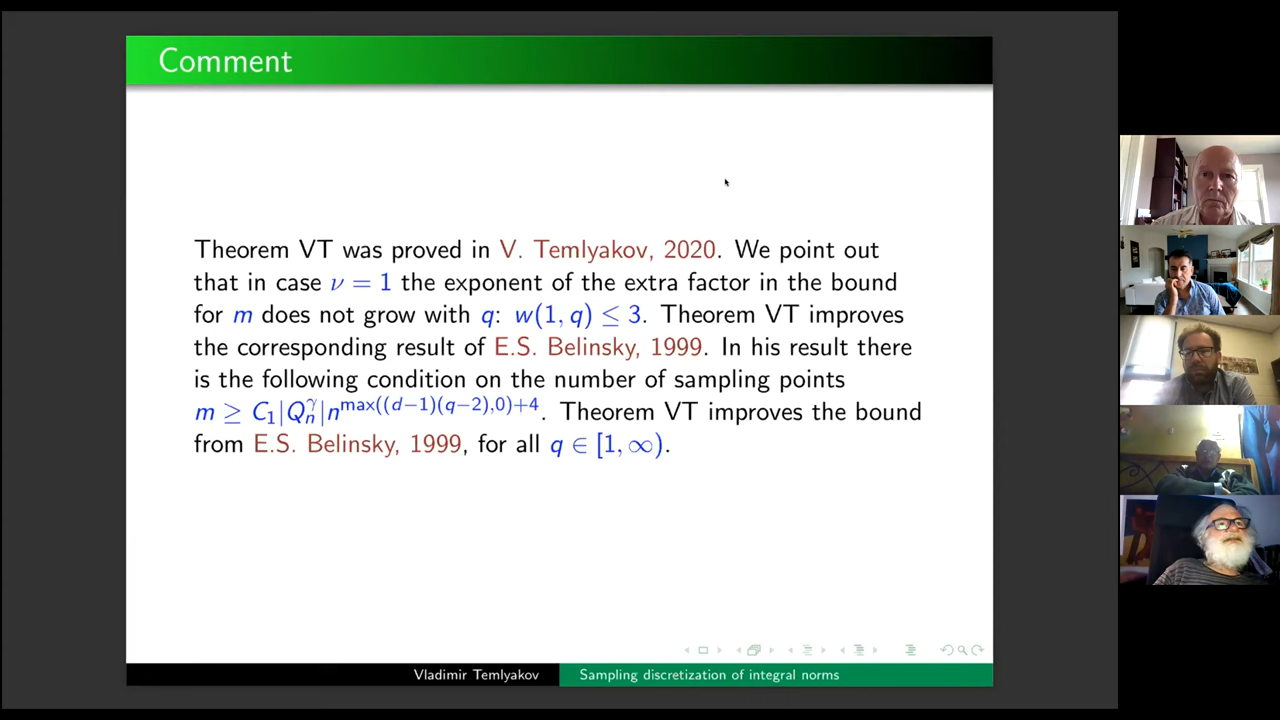 Comment
Theorem VT was proved in V. Temlyakov, 2020. We point out
that in case ν = 1 the exponent of the extra factor in the bound
for m does not grow with q: w(1, q) ≤ 3. Theorem VT improves
the corresponding result of E.S. Belinsky, 1999. In his result there
is the following condition on the number of sampling points
m ≥ C₁|Qₙ^γ|n^{max((d−1)(q−2),0)+4}. Theorem VT improves the bound
from E.S. Belinsky, 1999, for all q ∈ [1, ∞).
Vladimir Temlyakov
Sampling discretization of integral norms